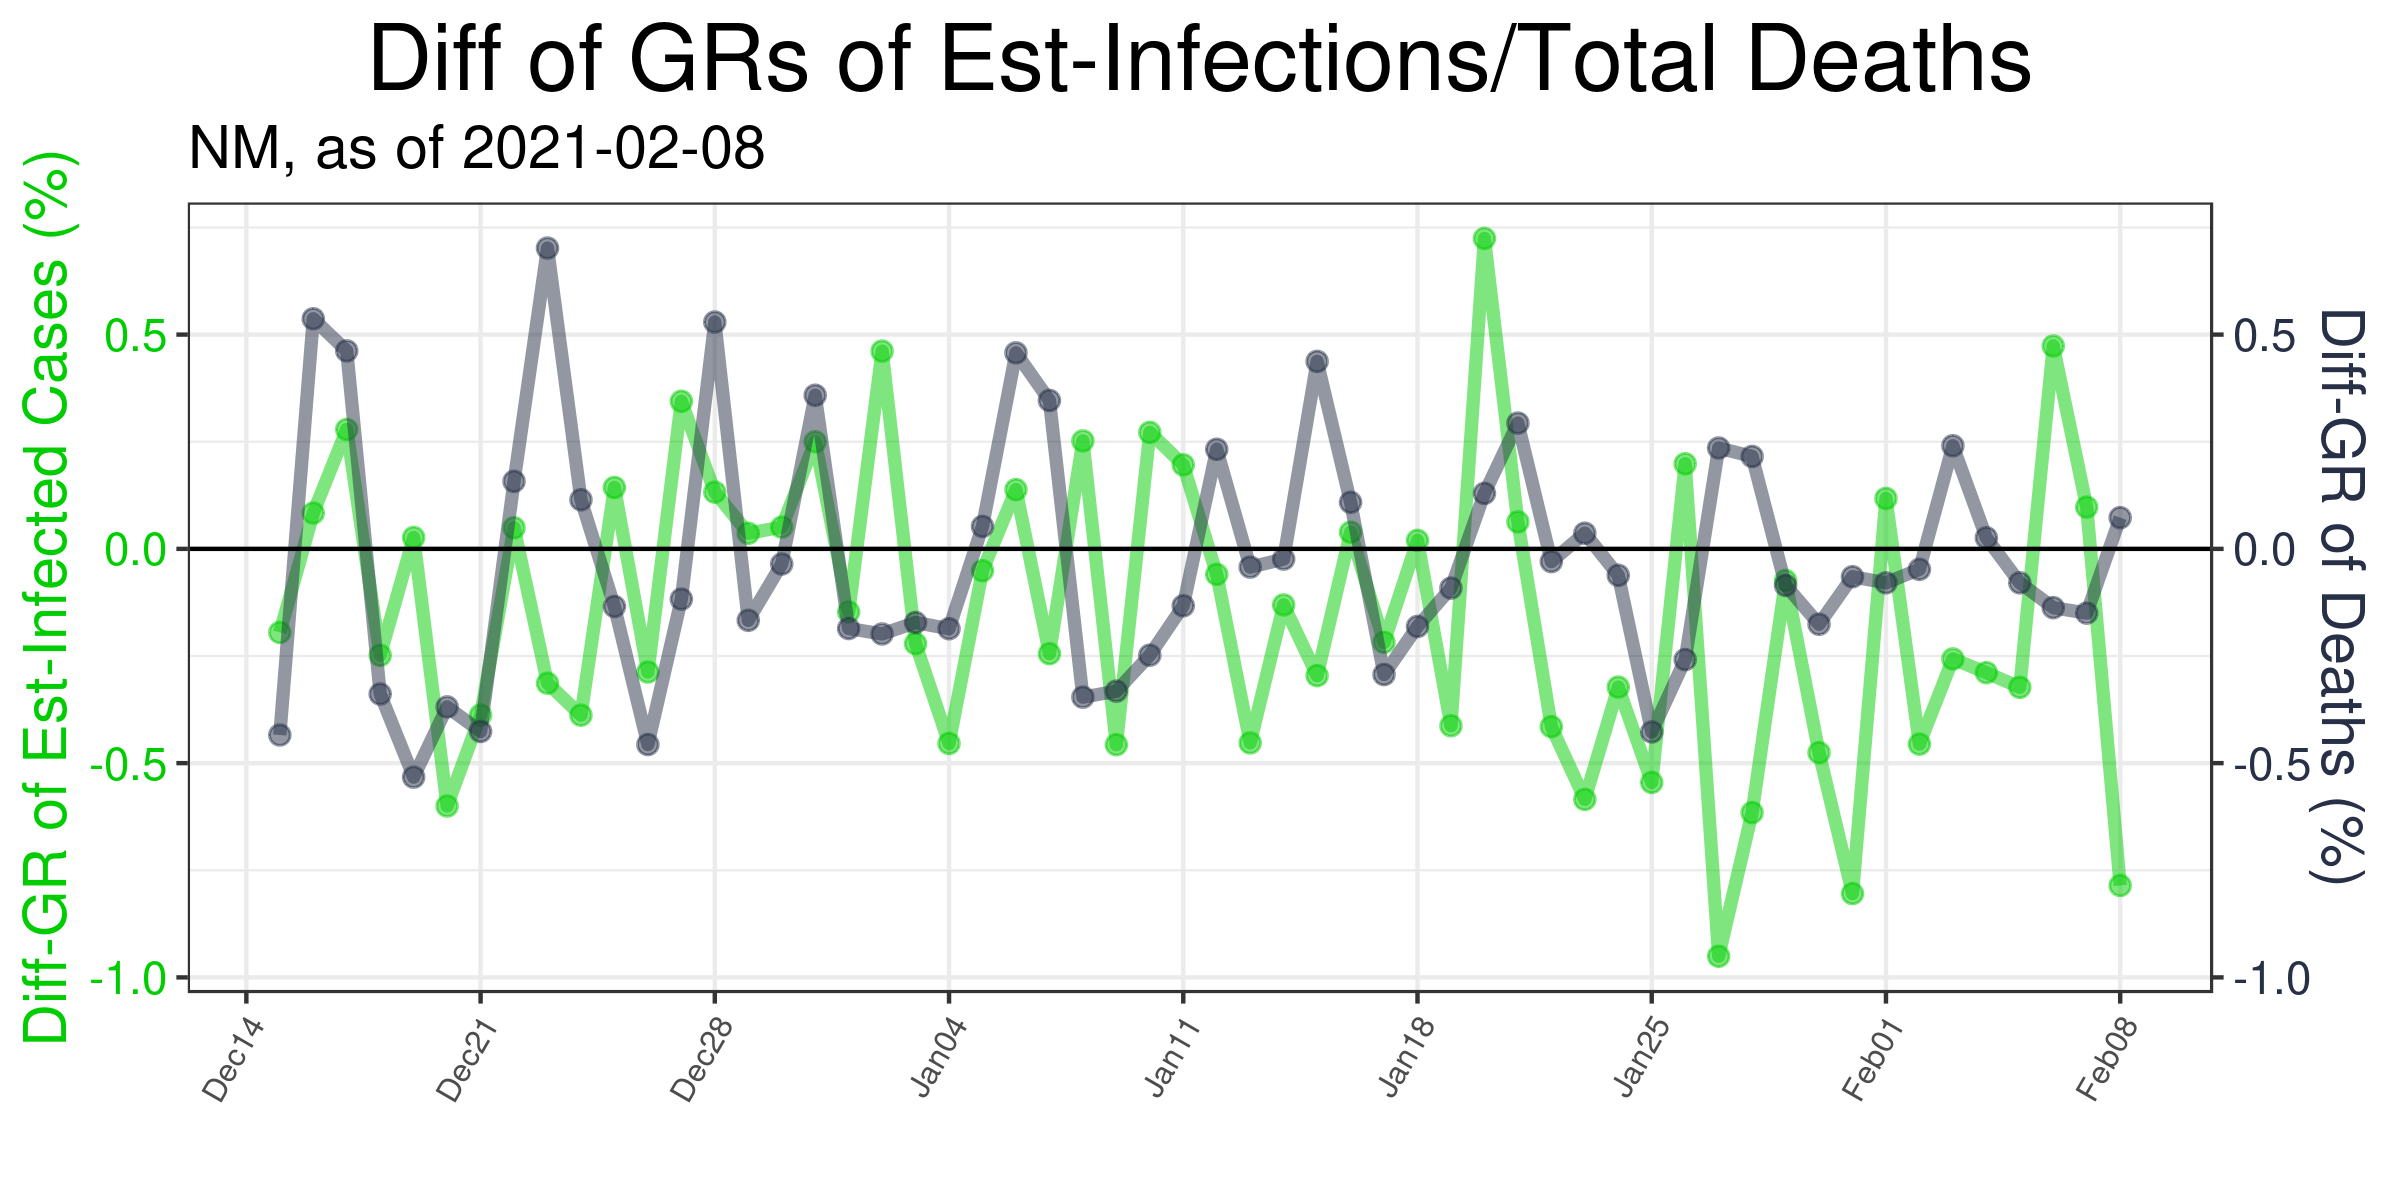 Diff of GRs of Est-Infections/Total Deaths
NM, as of 2021-02-08
Diff-GR of Est-Infected Cases (%)
0.5
0.0
-0.5
-1.0
0.5
0.0
-0.5
-1.0
Diff-GR of Deaths (%)
Dec14
Dec21
Dec28
Jan04
Jan11
Jan18
Jan25
Feb01
Feb08